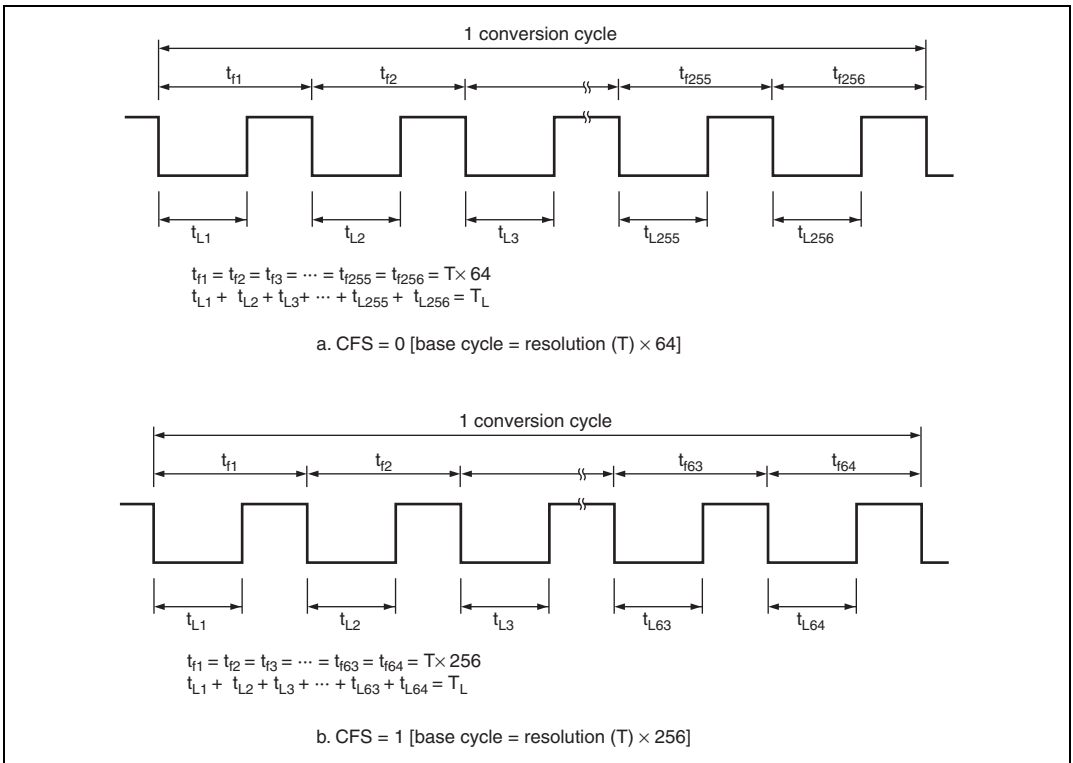 1 conversion cycle
tf1 tf2 tf255 tf256
tL1 tL2 tL3 tL255 tL256
tf1 = tf2 = tf3 = ··· = tf255 = tf256 = T× 64
tL1 + tL2 + tL3+ ··· + tL255 + tL256 = TL
a. CFS = 0 [base cycle = resolution (T) × 64]
1 conversion cycle
tf1 tf2 tf63 tf64
tL1 tL2 tL3 tL63 tL64
tf1 = tf2 = tf3 = ··· = tf63 = tf64 = T× 256
tL1 + tL2 + tL3 + ··· + tL63 + tL64 = TL
b. CFS = 1 [base cycle = resolution (T) × 256]